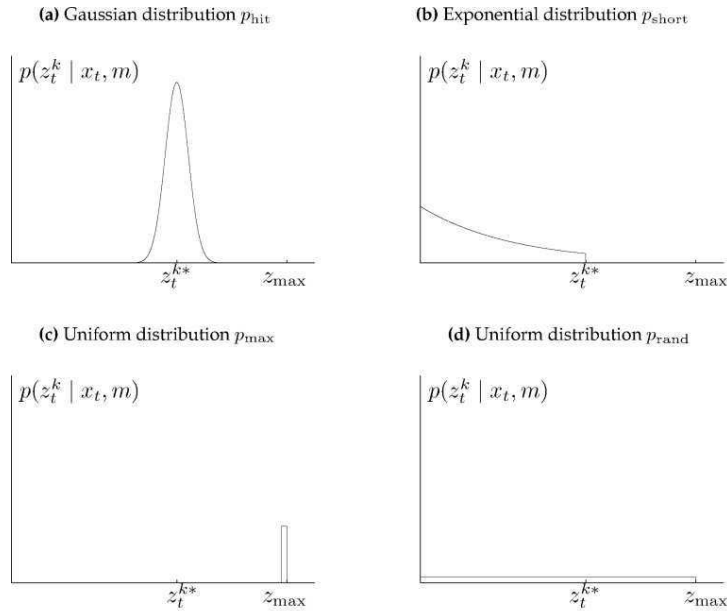 (a) Gaussian distribution p_hit
(b) Exponential distribution p_short
p(z_t^k | x_t, m)
p(z_t^k | x_t, m)
z_t^{k*} z_max
z_t^{k*} z_max
(c) Uniform distribution p_max
(d) Uniform distribution p_rand
p(z_t^k | x_t, m)
p(z_t^k | x_t, m)
z_t^{k*} z_max
z_t^{k*} z_max